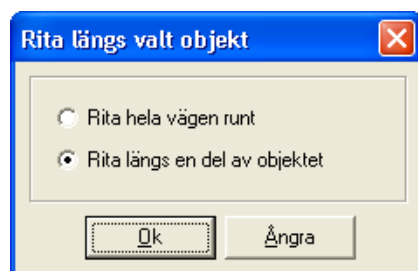 Rita längs valt objekt
Rita hela vägen runt
Rita längs en del av objektet
Ok
Ångra